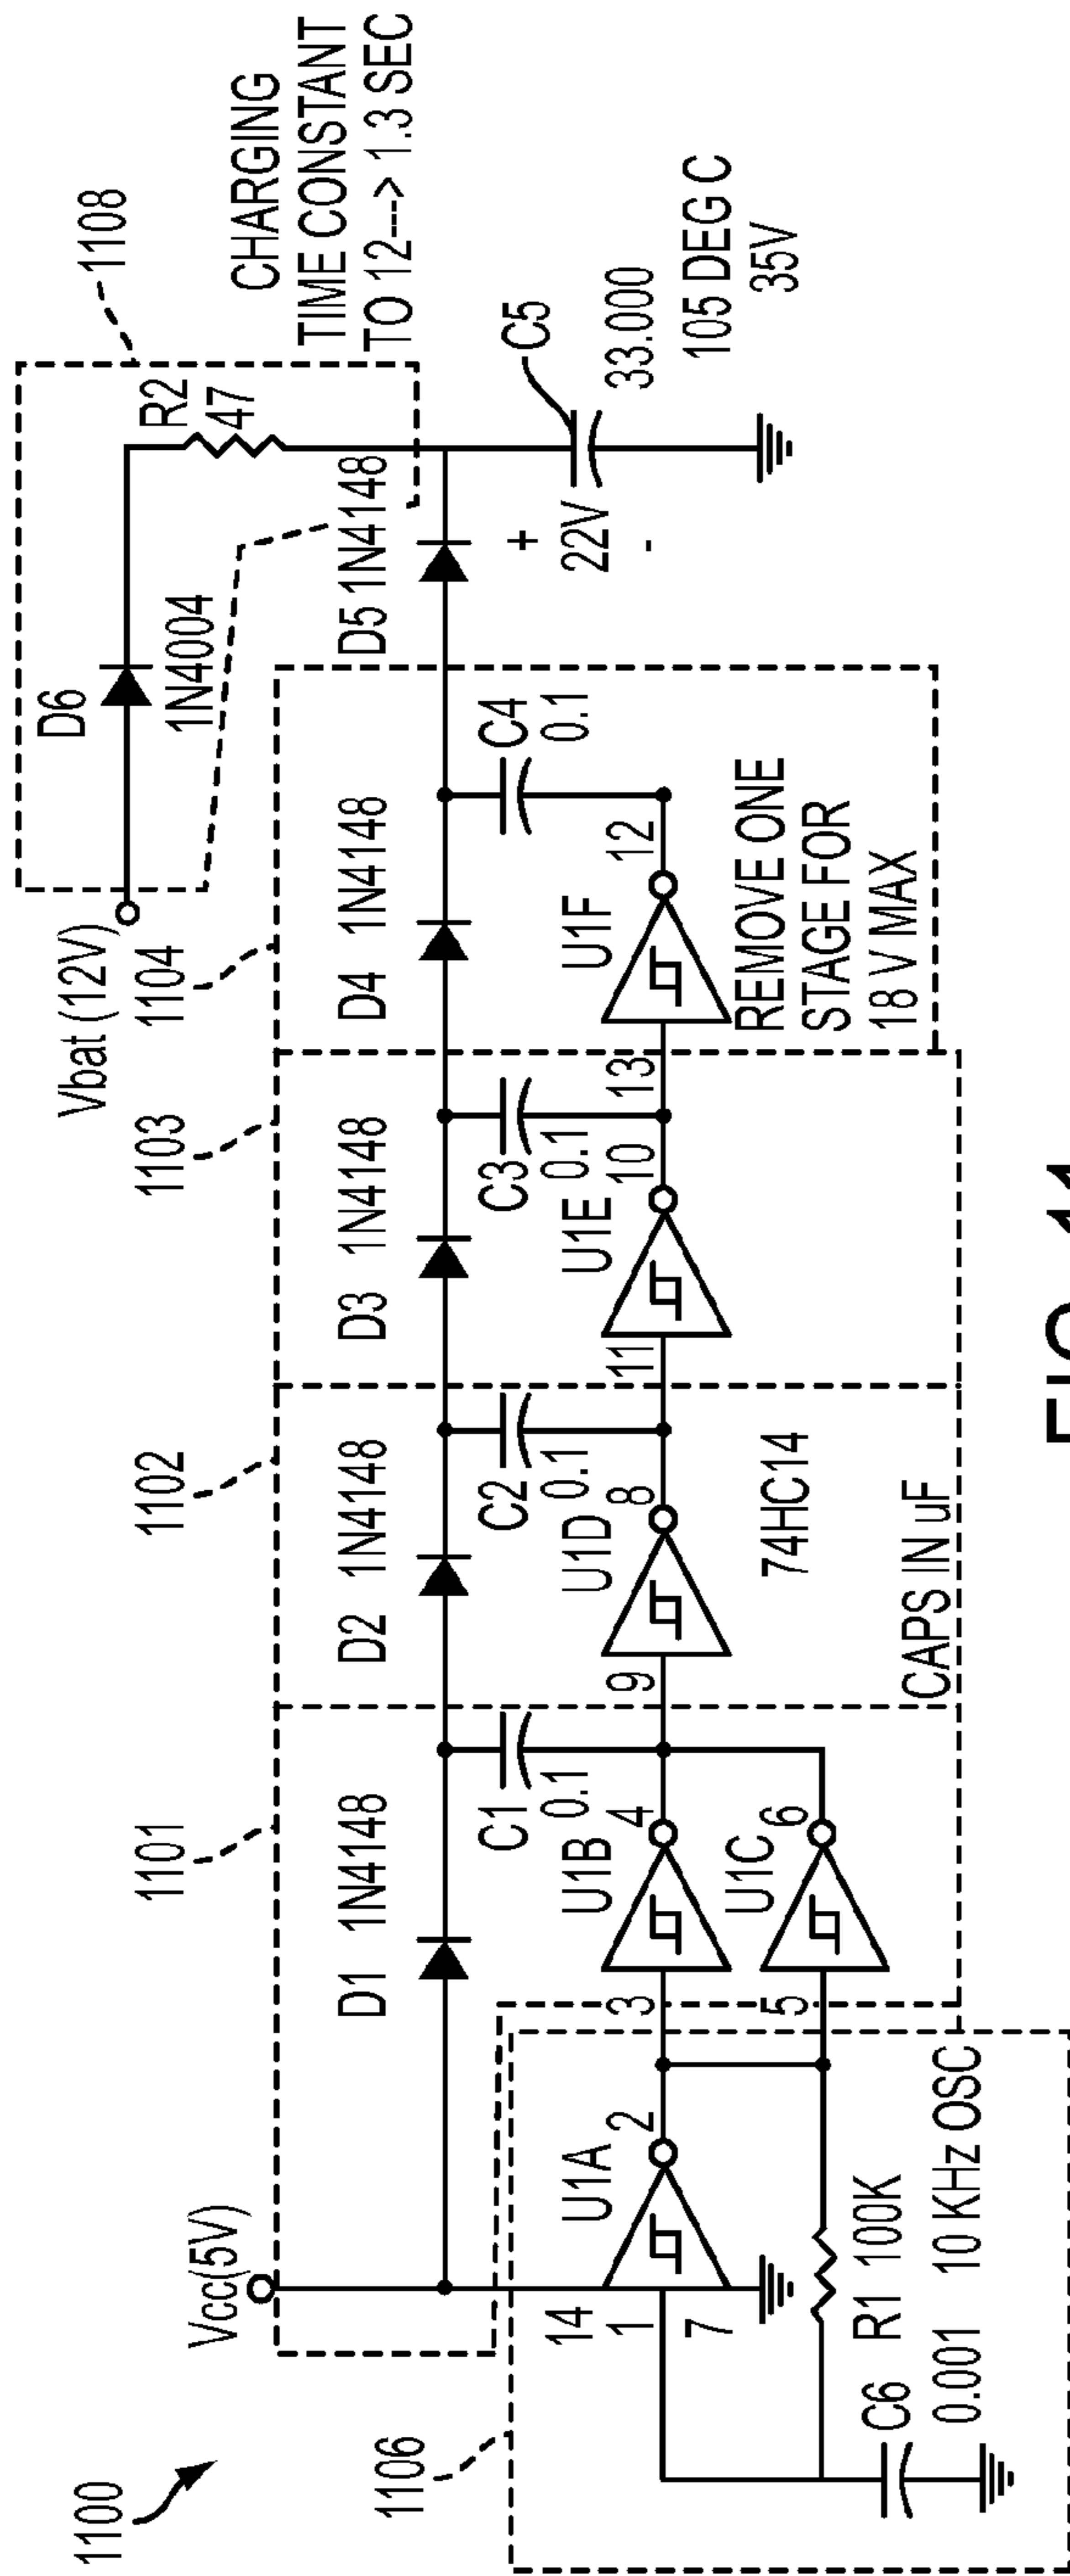 1100
Vcc(5V)
1101
1102
1103
1104
Vbat (12V)
D6
1N4004
R2
47
1108
CHARGING
TIME CONSTANT
TO 12---> 1.3 SEC
D1 1N4148
D2 1N4148
D3 1N4148
D4 1N4148
D5 1N4148
C1
0.1
C2
0.1
C3
0.1
C4
0.1
+
22V
-
C5
33.000
105 DEG C
35V
1106
14
1
7
U1A
2
3
U1B
4
5
U1C
6
9
U1D
8
11
U1E
10
13
U1F
12
74HC14
REMOVE ONE
STAGE FOR
18 V MAX
CAPS IN uF
C6
0.001
R1 100K
10 KHz OSC